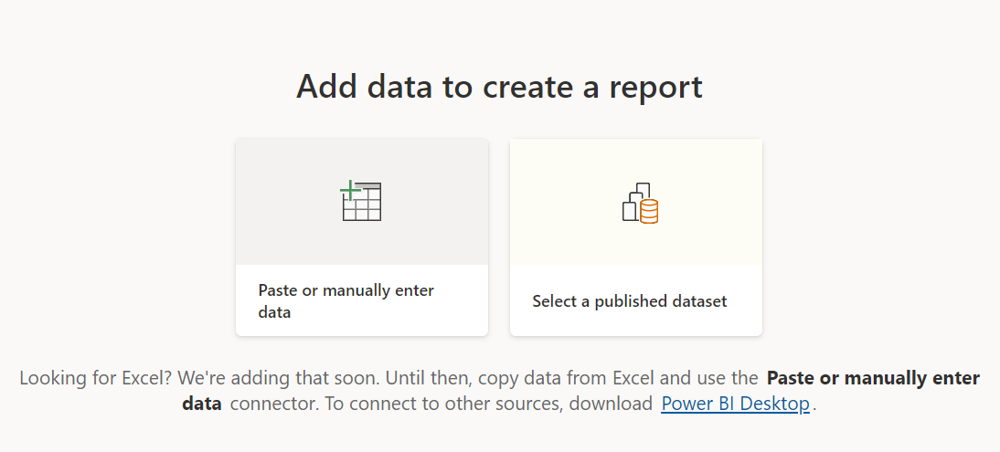 Add data to create a report
Paste or manually enter
data
Select a published dataset
Looking for Excel? We're adding that soon. Until then, copy data from Excel and use the Paste or manually enter
data connector. To connect to other sources, download Power BI Desktop.